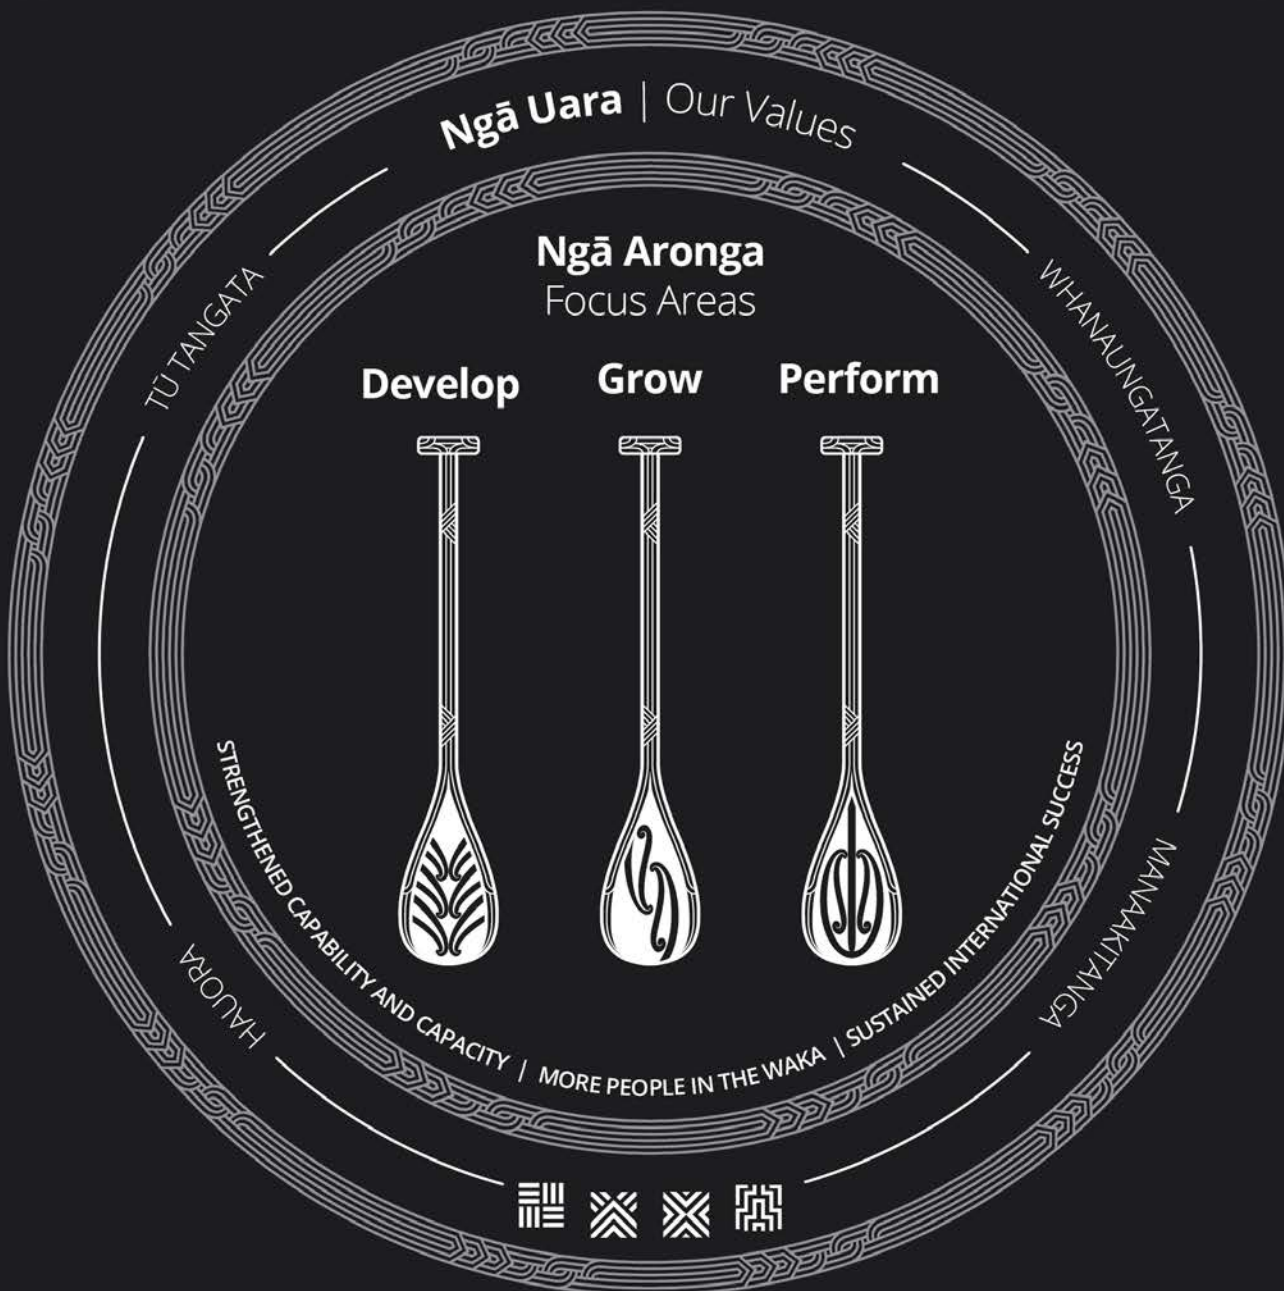 Ngā Uara | Our Values
TŪ TANGATA
WHANAUNGATANGA
MANAAKITANGA
HAUORA
Ngā Aronga
Focus Areas
Develop
Grow
Perform
STRENGTHENED CAPABILITY AND CAPACITY | MORE PEOPLE IN THE WAKA | SUSTAINED INTERNATIONAL SUCCESS